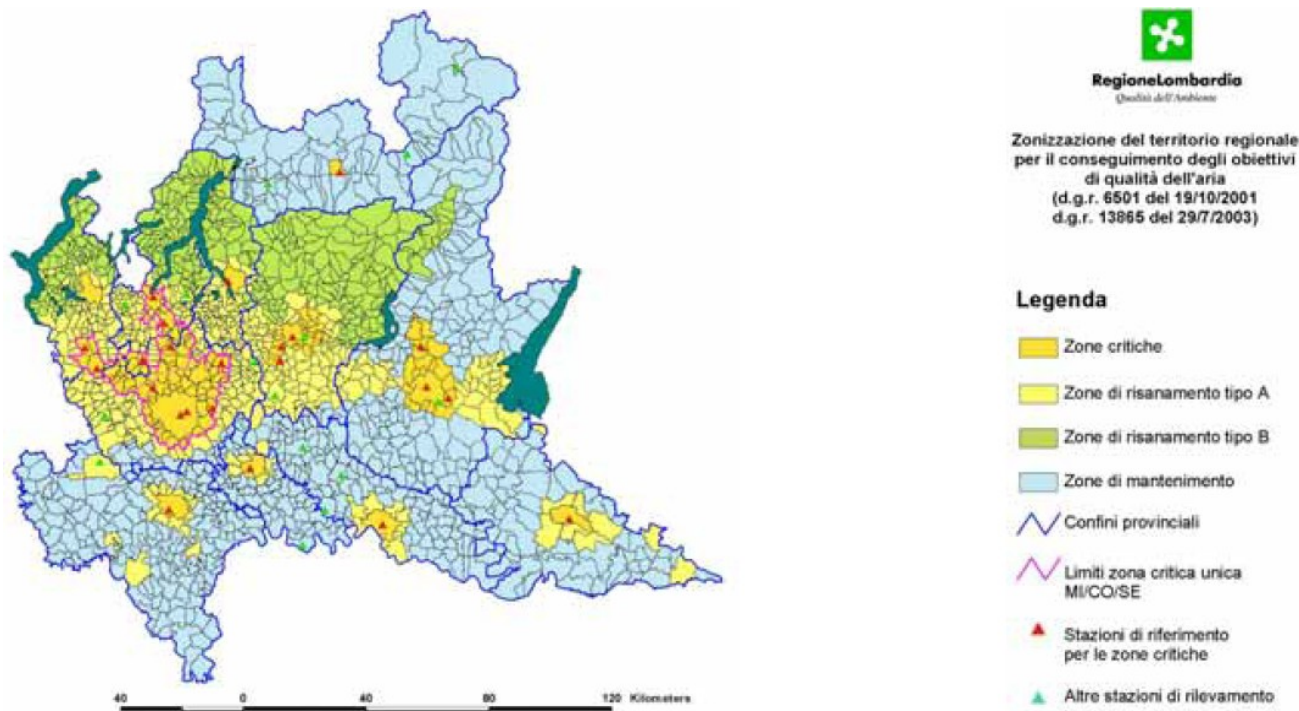 RegioneLombardia
Qualità dell'Ambiente
Zonizzazione del territorio regionale
per il conseguimento degli obiettivi
di qualità dell'aria
(d.g.r. 6501 del 19/10/2001
d.g.r. 13865 del 29/7/2003)
Legenda
Zone critiche
Zone di risanamento tipo A
Zone di risanamento tipo B
Zone di mantenimento
Confini provinciali
Limiti zona critica unica
MI/CO/SE
Stazioni di riferimento
per le zone critiche
Altre stazioni di rilevamento
40 0 40 80 120 Kilometers